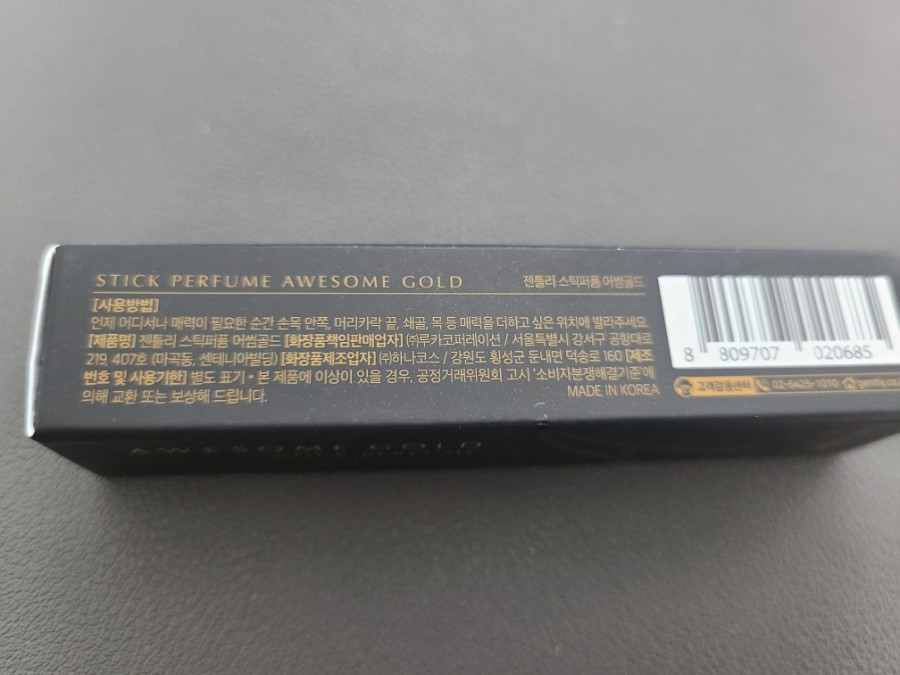 STICK PERFUME AWESOME GOLD
젠틀리 스틱퍼퓸 어썸골드
[사용방법]
언제 어디서나 매력이 필요한 순간 손목 안쪽, 머리카락 끝, 쇄골, 목 등 매력을 더하고 싶은 위치에 발라주세요.
[제품명] 젠틀리 스틱퍼퓸 어썸골드 [화장품책임판매업자] ㈜루카코퍼레이션 / 서울특별시 강서구 공항대로
219, 407호 (마곡동, 센테니아빌딩) [화장품제조업자] ㈜하나코스 / 강원도 횡성군 둔내면 덕송로 160 [제조
번호 및 사용기한] 별도 표기 • 본 제품에 이상이 있을 경우, 공정거래위원회 고시 '소비자분쟁해결기준'에
의해 교환 또는 보상해 드립니다.
MADE IN KOREA
8 809707 020685
고객감동센터 02-6425-1010 gently.co
AWESOME GOLD